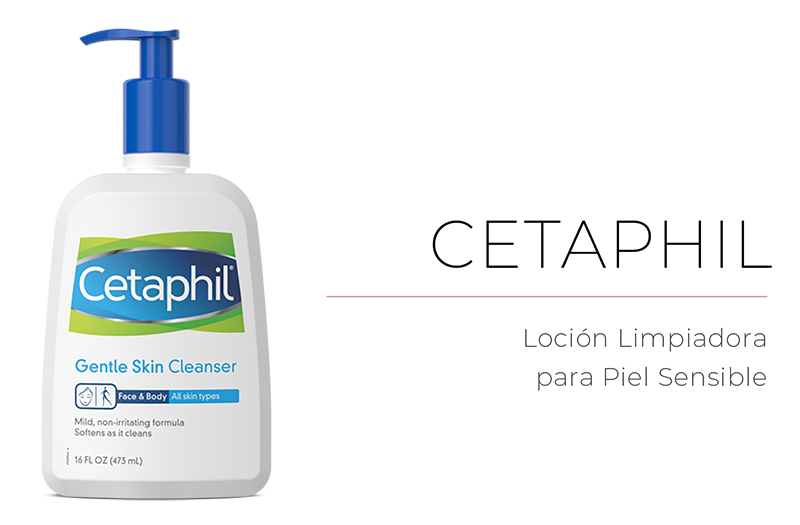 Cetaphil®
Gentle Skin Cleanser
Face & Body All skin types
Mild, non-irritating formula
Softens as it cleans
16 FL OZ (473 mL)
CETAPHIL
Loción Limpiadora
para Piel Sensible